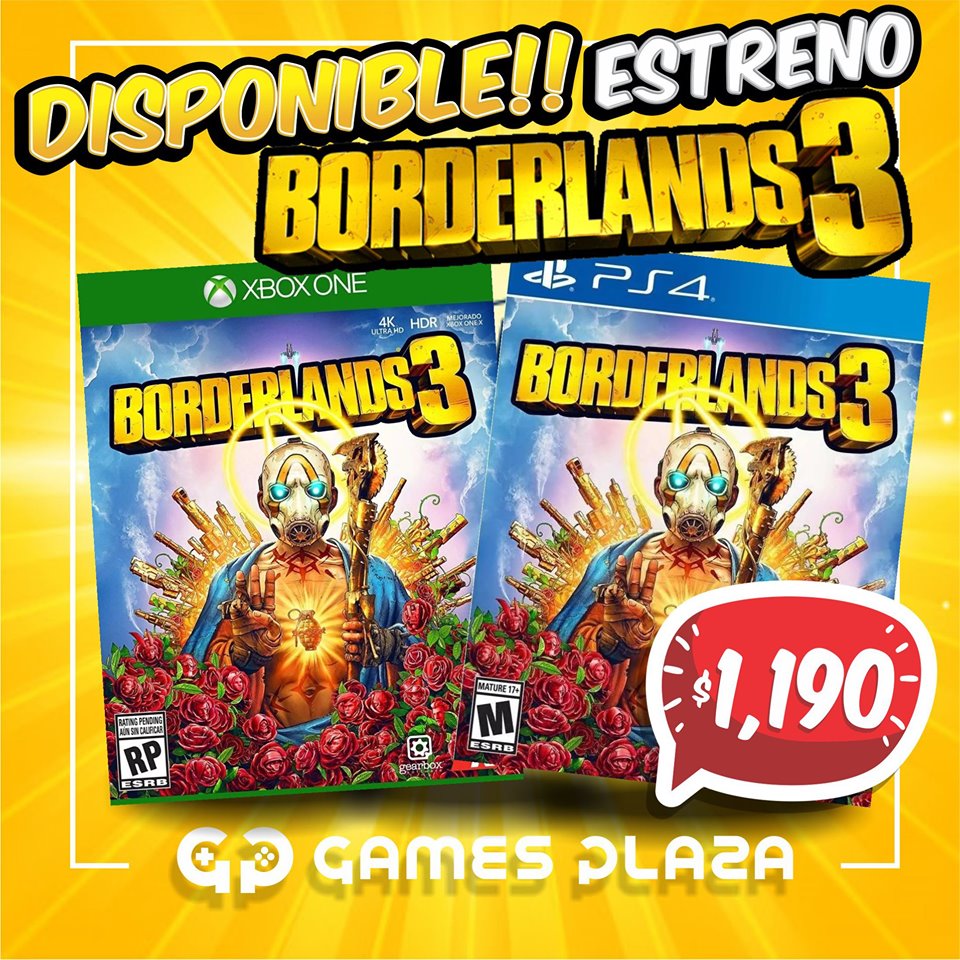 DISPONIBLE!! ESTRENO
BORDERLANDS 3
XBOX ONE
4K
ULTRA HD
HDR
MEJORADO
XBOX ONE X
BORDERLANDS 3
RATING PENDING
AÚN SIN CALIFICAR
RP
ESRB
gearbox
PS4
BORDERLANDS 3
MATURE 17+
M
ESRB
$1,190
GP GAMES PLAZA